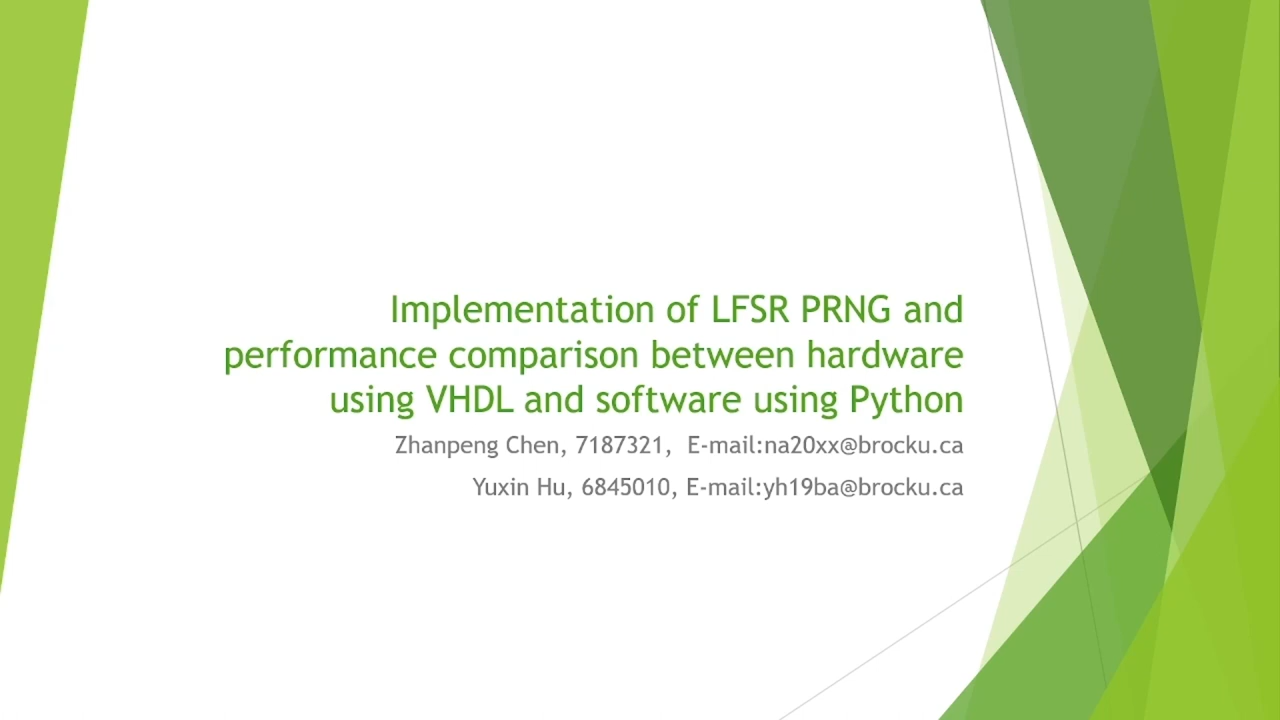 Implementation of LFSR PRNG and
performance comparison between hardware
using VHDL and software using Python
Zhanpeng Chen, 7187321,  E-mail:na20xx@brocku.ca
Yuxin Hu, 6845010, E-mail:yh19ba@brocku.ca